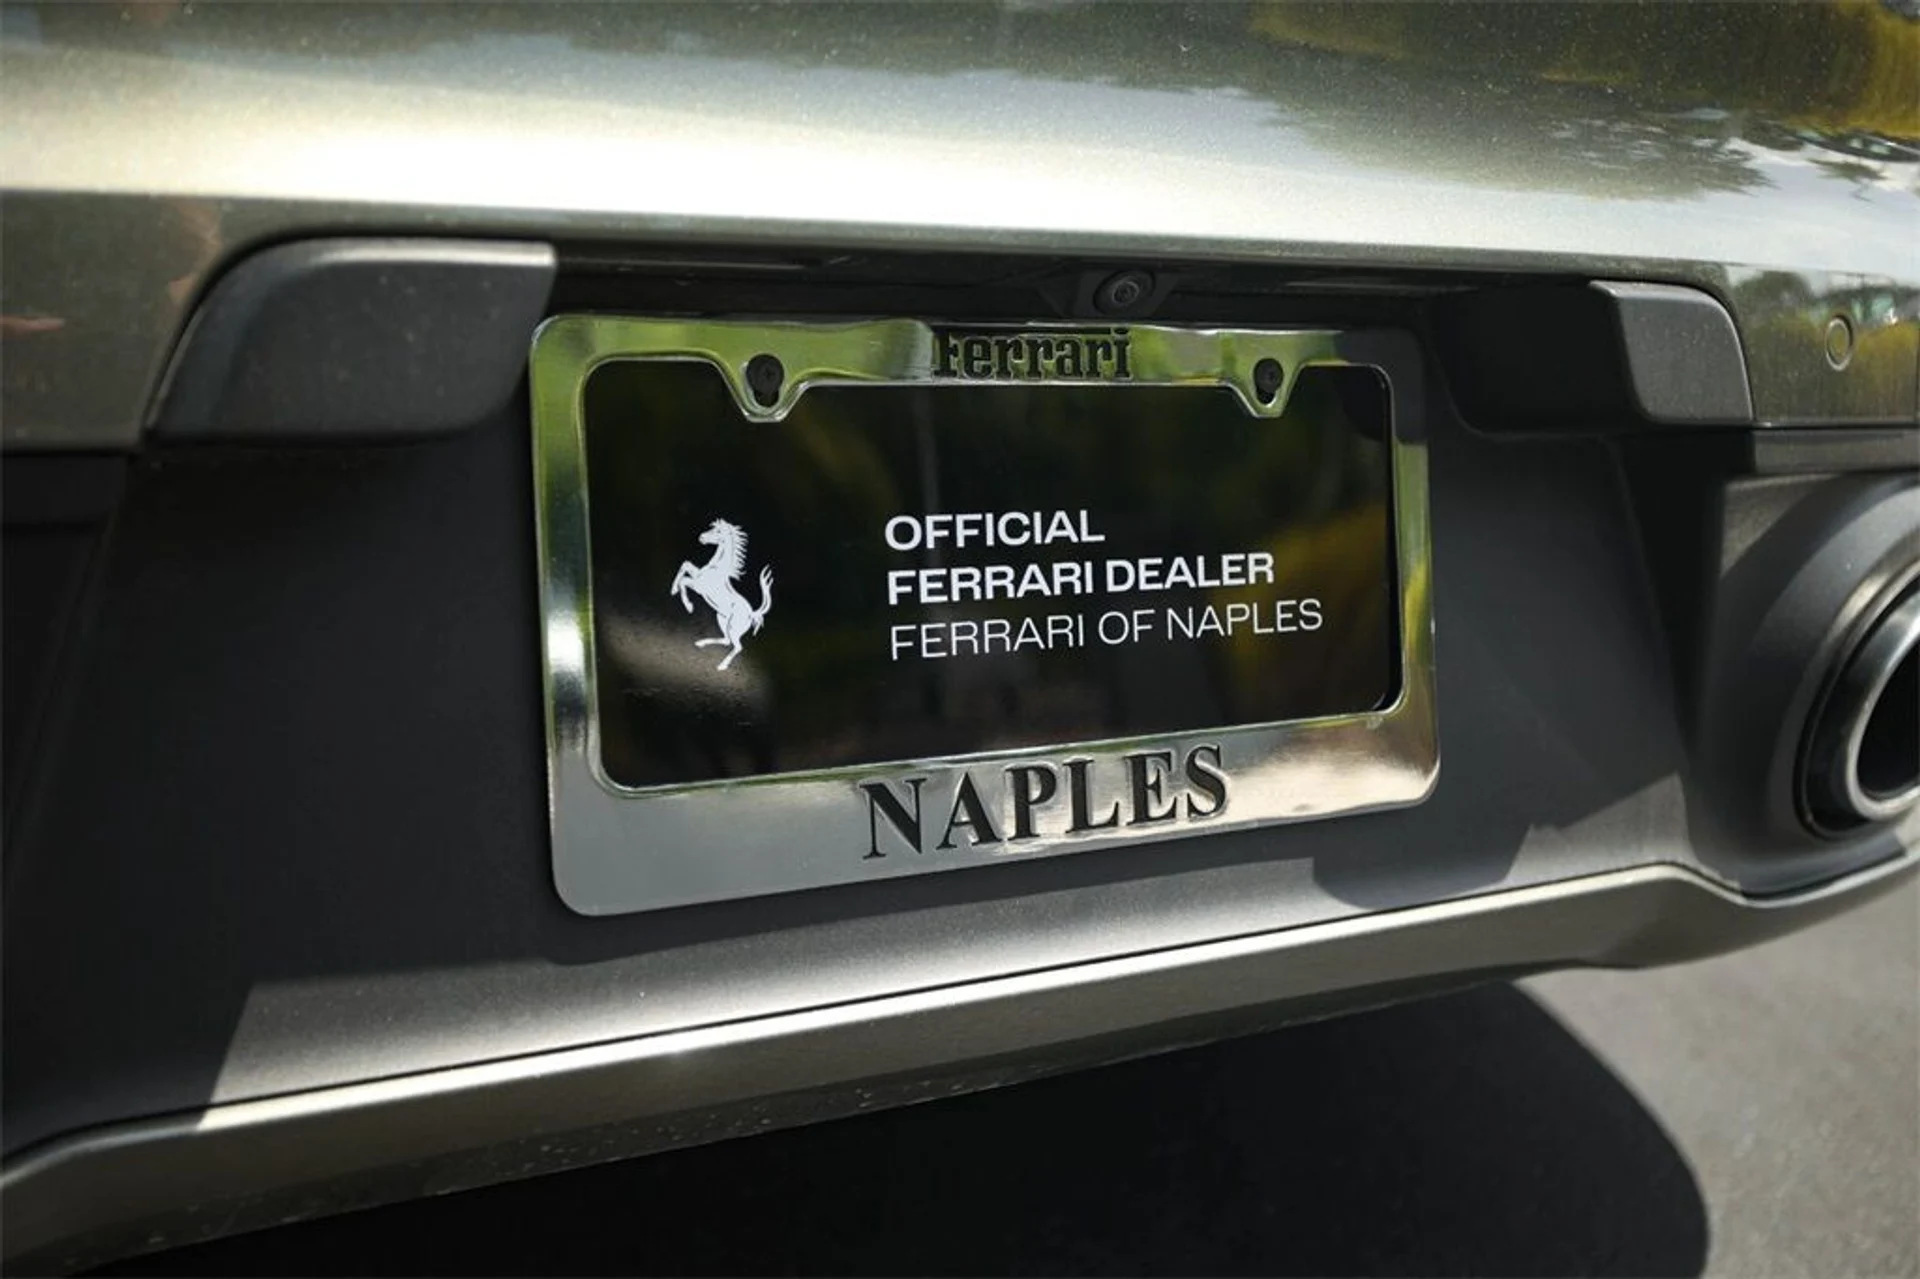 Ferrari
OFFICIAL
FERRARI DEALER
FERRARI OF NAPLES
NAPLES